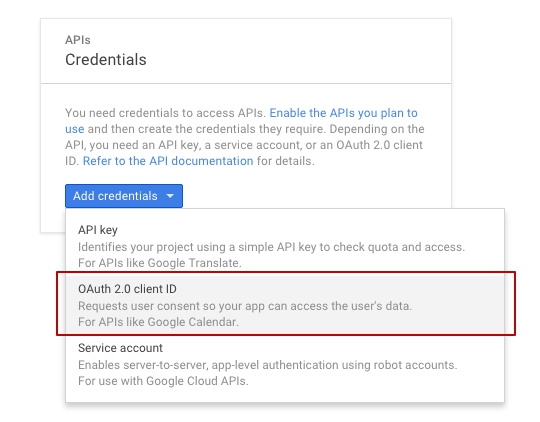 APIs
Credentials
You need credentials to access APIs. Enable the APIs you plan to
use and then create the credentials they require. Depending on the
API, you need an API key, a service account, or an OAuth 2.0 client
ID. Refer to the API documentation for details.
Add credentials
API key
Identifies your project using a simple API key to check quota and access.
For APIs like Google Translate.
OAuth 2.0 client ID
Requests user consent so your app can access the user's data.
For APIs like Google Calendar.
Service account
Enables server-to-server, app-level authentication using robot accounts.
For use with Google Cloud APIs.